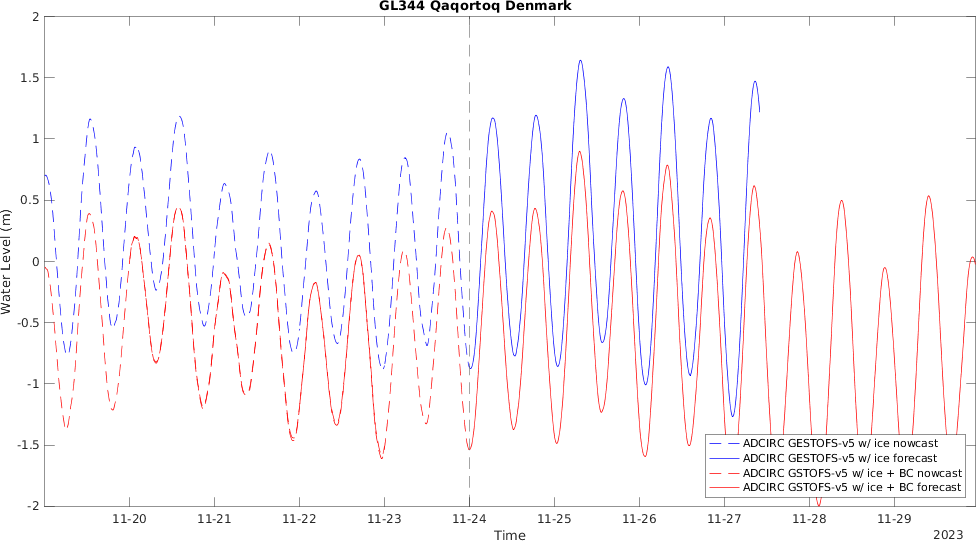 GL344 Qaqortoq Denmark
2
1.5
1
0.5
0
-0.5
-1
-1.5
-2
Water Level (m)
ADCIRC GESTOFS-v5 w/ ice nowcast
ADCIRC GESTOFS-v5 w/ ice forecast
ADCIRC GSTOFS-v5 w/ ice + BC nowcast
ADCIRC GSTOFS-v5 w/ ice + BC forecast
11-20 11-21 11-22 11-23 11-24 11-25 11-26 11-27 11-28 11-29
Time
2023